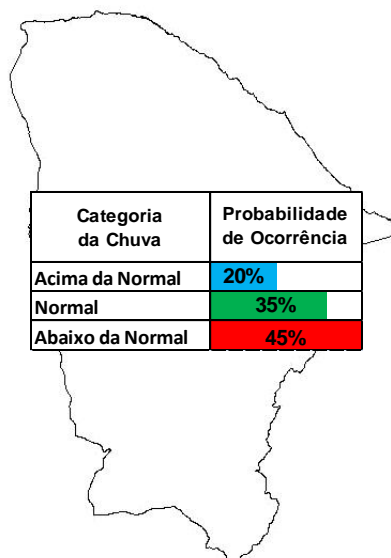 Categoria
da Chuva
Probabilidade
de Ocorrência
Acima da Normal 20%
Normal 35%
Abaixo da Normal 45%